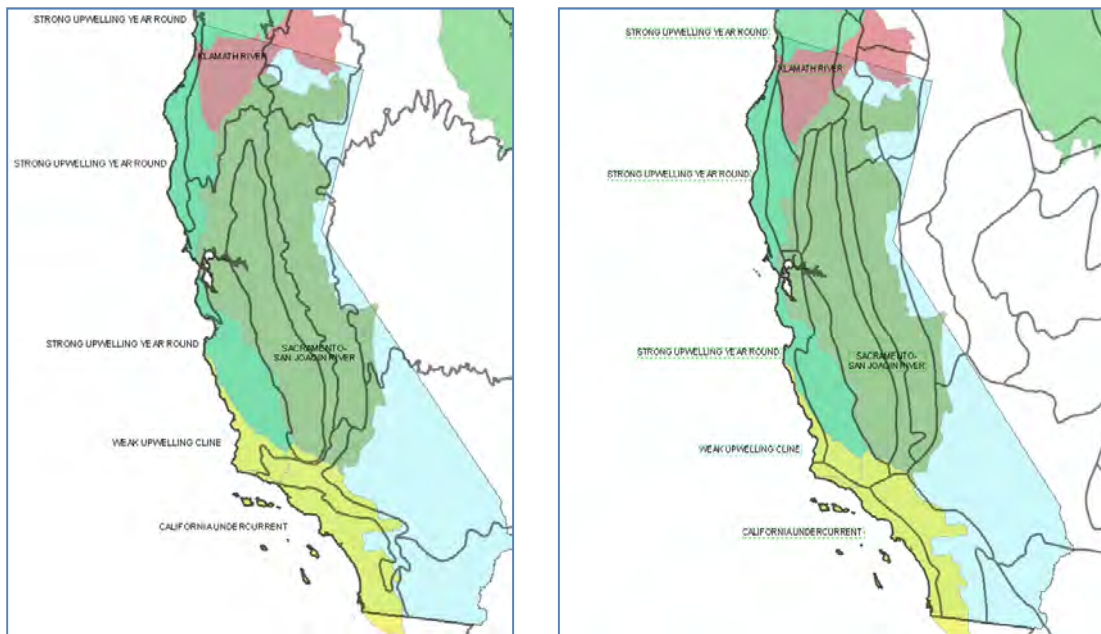 STRONG UPWELLING YEAR ROUND
KLAMATH RIVER
STRONG UPWELLING YEAR ROUND
STRONG UPWELLING YEAR ROUND
SACRAMENTO-
SAN JOAQIN RIVER
WEAK UPWELLING CLINE
CALIFORNIA UNDERCURRENT
STRONG UPWELLING YEAR ROUND
KLAMATH RIVER
STRONG UPWELLING YEAR ROUND
STRONG UPWELLING YEAR ROUND
SACRAMENTO-
SAN JOAQIN RIVER
WEAK UPWELLING CLINE
CALIFORNIA UNDERCURRENT